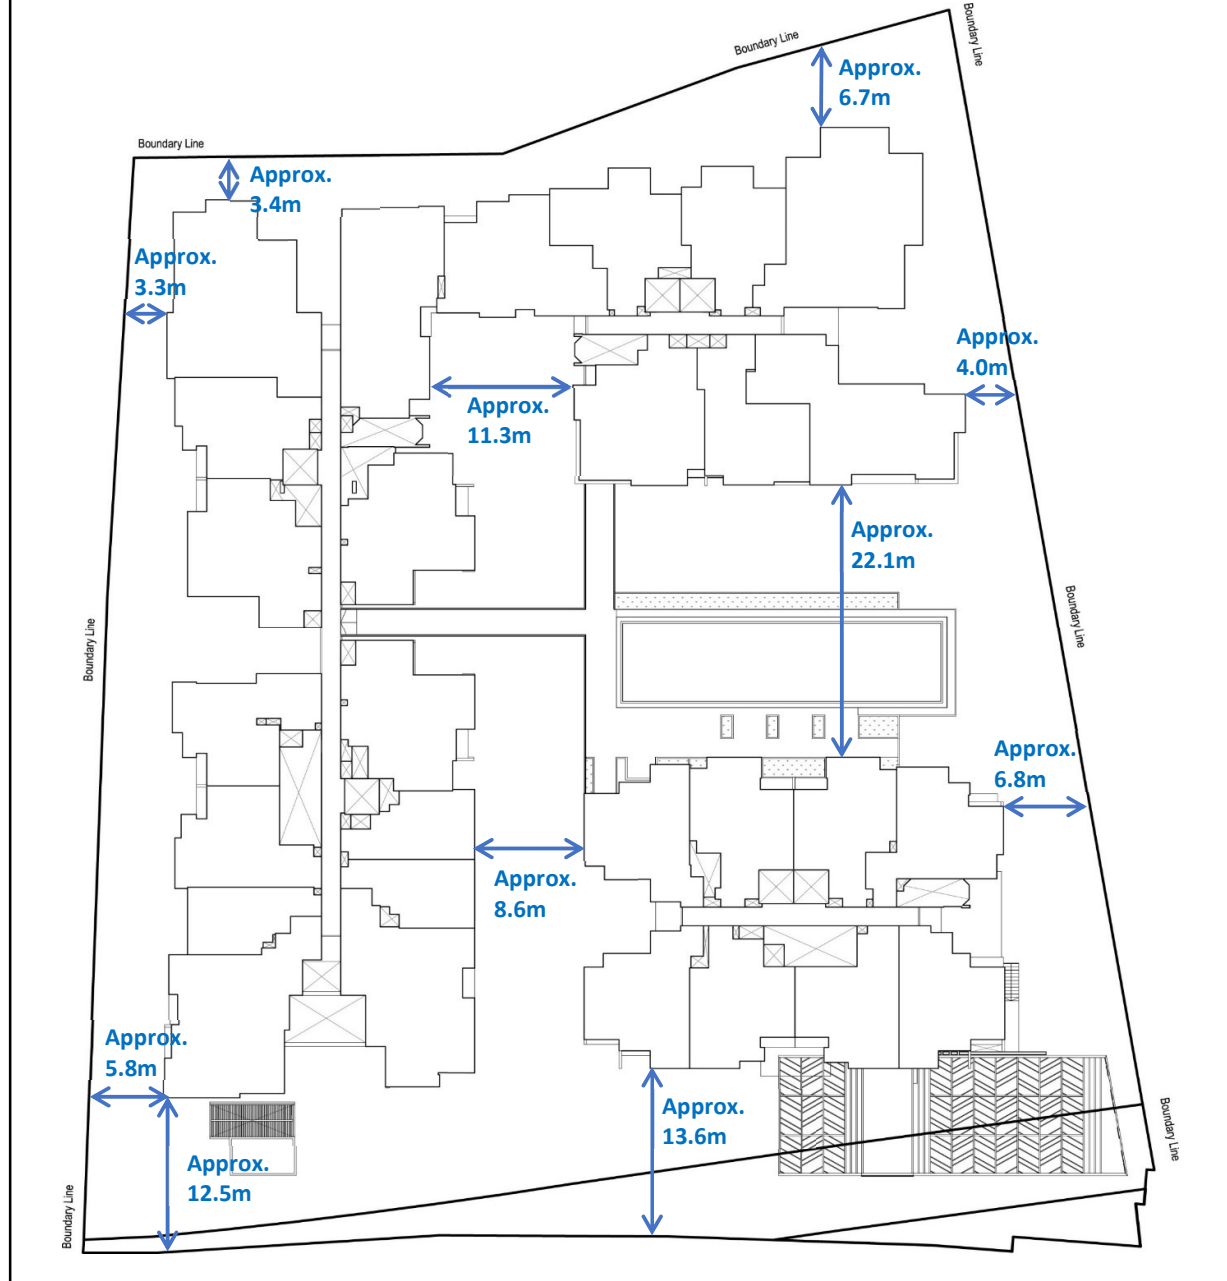 Boundary Line
Boundary Line
Approx.
6.7m
Boundary Line
Approx.
3.4m
Approx.
3.3m
Approx.
4.0m
Approx.
11.3m
Approx.
22.1m
Boundary Line
Boundary Line
Approx.
6.8m
Approx.
8.6m
Approx.
5.8m
Approx.
13.6m
Boundary Line
Approx.
12.5m
Boundary Line